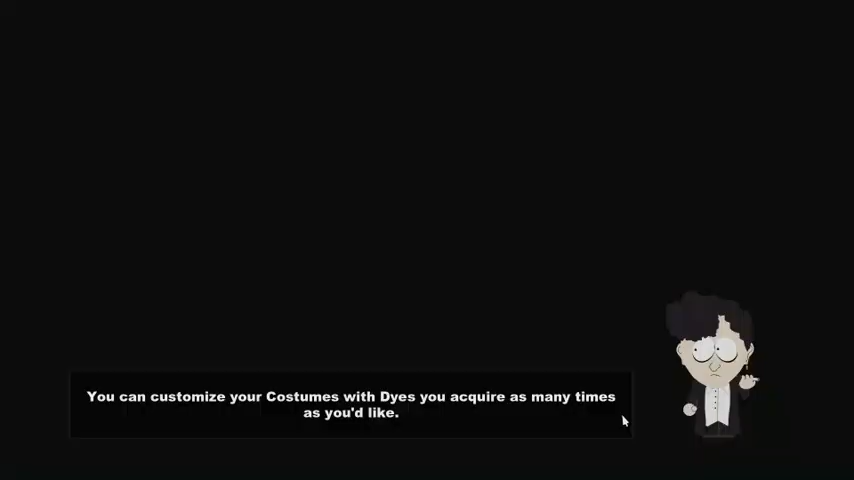 You can customize your Costumes with Dyes you acquire as many times
as you'd like.